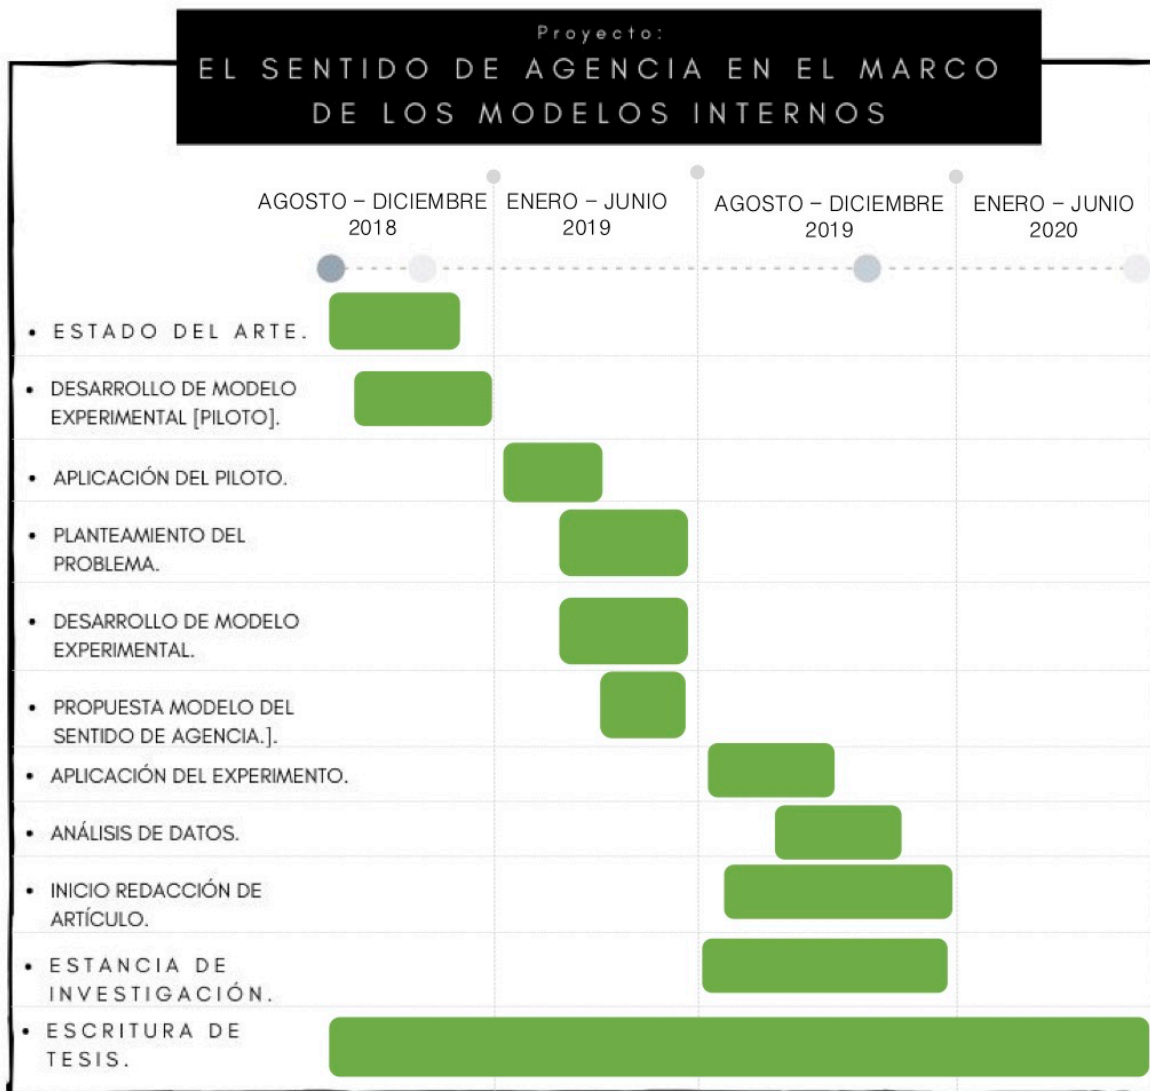 Proyecto:
EL SENTIDO DE AGENCIA EN EL MARCO
DE LOS MODELOS INTERNOS
AGOSTO – DICIEMBRE
2018
ENERO – JUNIO
2019
AGOSTO – DICIEMBRE
2019
ENERO – JUNIO
2020
• ESTADO DEL ARTE.
• DESARROLLO DE MODELO
EXPERIMENTAL [PILOTO].
• APLICACIÓN DEL PILOTO.
• PLANTEAMIENTO DEL
PROBLEMA.
• DESARROLLO DE MODELO
EXPERIMENTAL.
• PROPUESTA MODELO DEL
SENTIDO DE AGENCIA.].
• APLICACIÓN DEL EXPERIMENTO.
• ANÁLISIS DE DATOS.
• INICIO REDACCIÓN DE
ARTÍCULO.
• ESTANCIA DE
INVESTIGACIÓN.
• ESCRITURA DE
TESIS.